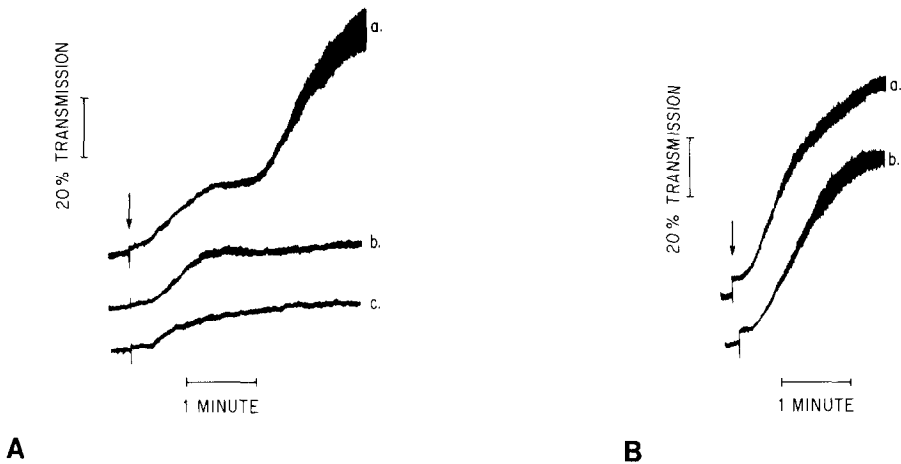 20% TRANSMISSION
a.
b.
c.
1 MINUTE
A
20% TRANSMISSION
a.
b.
1 MINUTE
B